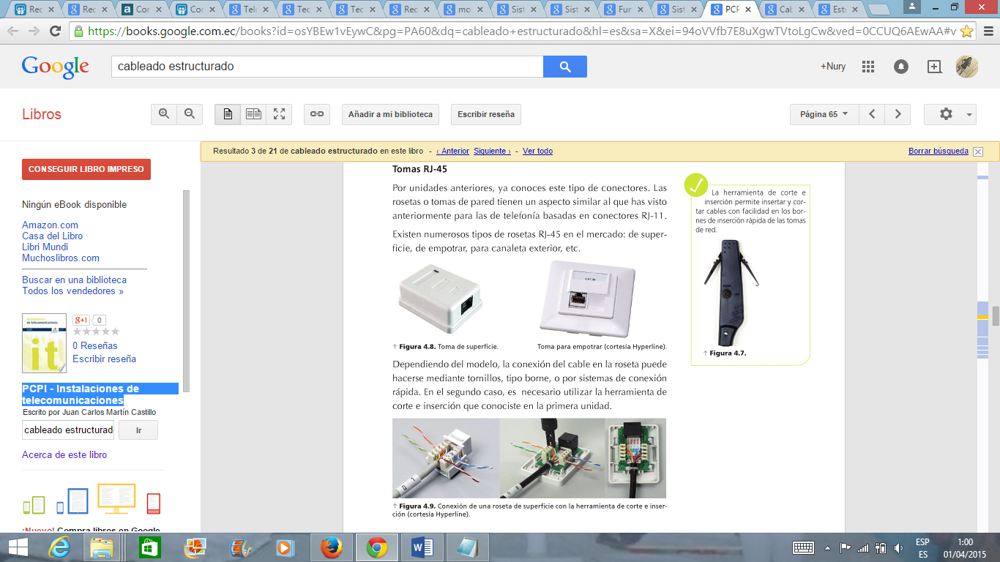 Rec
Rec
Cor
Cor
Tele
Tec
Tec
Rec
mo
Sist
Sist
Fur
Sist
PCP
Cab
Estr
https://books.google.com.ec/books?id=osYBEw1vEywC&pg=PA60&dq=cableado+estructurado&hl=es&sa=X&ei=94oVVfb7E8uXgwTVtoLgCw&ved=0CCUQ6AEwAA#v
Google
cableado estructurado
+Nury
Libros
Añadir a mi biblioteca
Escribir reseña
Página 65
Resultado 3 de 21 de cableado estructurado en este libro - ‹ Anterior Siguiente › - Ver todo
Borrar búsqueda
CONSEGUIR LIBRO IMPRESO
Ningún eBook disponible
Amazon.com
Casa del Libro
Libri Mundi
Muchoslibros.com
Buscar en una biblioteca
Todos los vendedores »
g+1 0
0 Reseñas
Escribir reseña
it
PCPI - Instalaciones de
telecomunicaciones
Escrito por Juan Carlos Martín Castillo
cableado estructurado
Ir
Acerca de este libro
¡Nuevo! Compra libros en Google
Tomas RJ-45
Por unidades anteriores, ya conoces este tipo de conectores. Las
rosetas o tomas de pared tienen un aspecto similar al que has visto
anteriormente para las de telefonía basadas en conectores RJ-11.
Existen numerosos tipos de rosetas RJ-45 en el mercado: de super-
ficie, de empotrar, para canaleta exterior, etc.
↑ Figura 4.8. Toma de superficie.
Toma para empotrar (cortesía Hyperline).
Dependiendo del modelo, la conexión del cable en la roseta puede
hacerse mediante tornillos, tipo borne, o por sistemas de conexión
rápida. En el segundo caso, es necesario utilizar la herramienta de
corte e inserción que conociste en la primera unidad.
0 1
↑ Figura 4.9. Conexión de una roseta de superficie con la herramienta de corte e inser-
ción (cortesía Hyperline).
La herramienta de corte e
inserción permite insertar y cor-
tar cables con facilidad en los bor-
nes de inserción rápida de las tomas
de red.
↑ Figura 4.7.
ESP
ES
1:00
01/04/2015